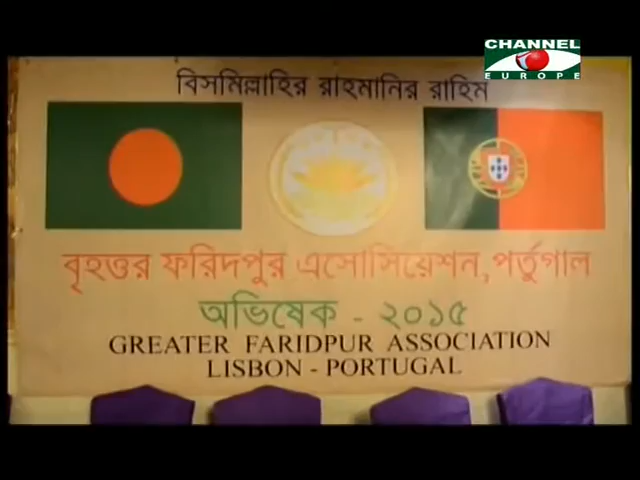 CHANNEL
EUROPE
বিসমিল্লাহির রাহমানির রাহিম
বৃহত্তর ফরিদপুর এসোসিয়েশন, পর্তুগাল
অভিষেক - ২০১৫
GREATER FARIDPUR ASSOCIATION
LISBON - PORTUGAL